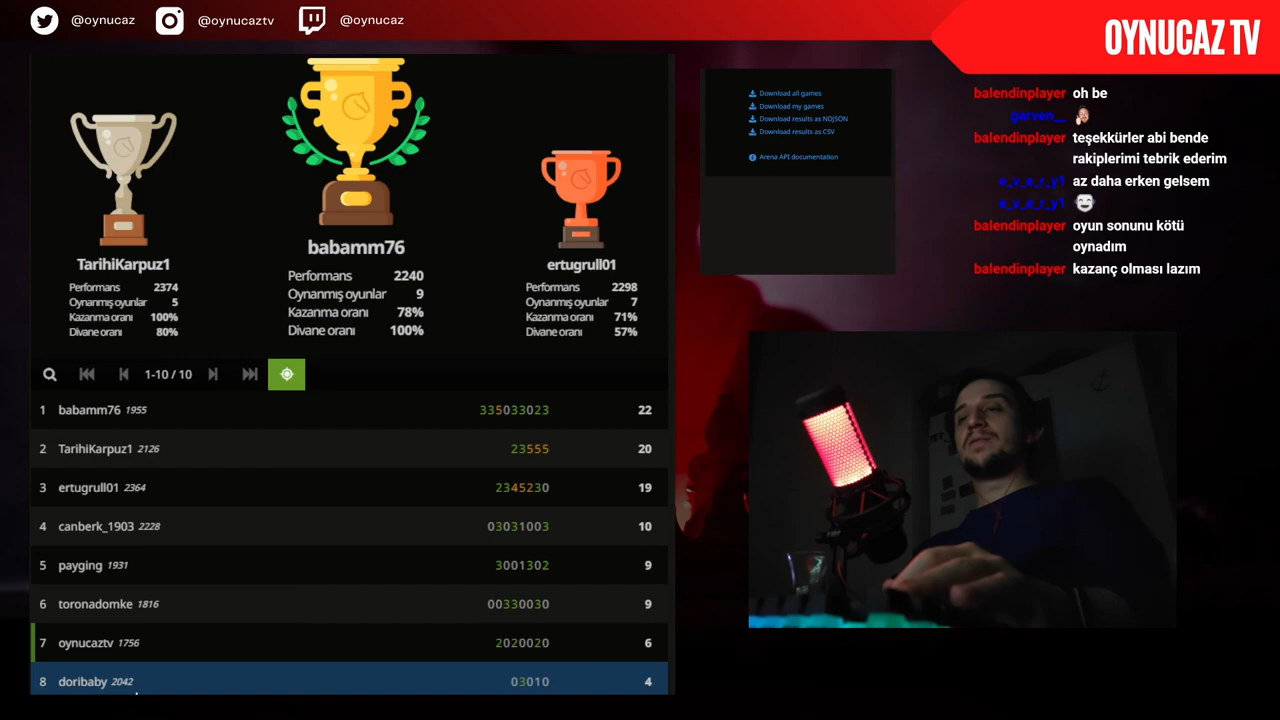 @oynucaz @oynucaztv @oynucaz
OYNUCAZ TV
TarihiKarpuz1
Performans 2374
Oynanmış oyunlar 5
Kazanma oranı 100%
Divane oranı 80%
babamm76
Performans 2240
Oynanmış oyunlar 9
Kazanma oranı 78%
Divane oranı 100%
ertugrull01
Performans 2298
Oynanmış oyunlar 7
Kazanma oranı 71%
Divane oranı 57%
1-10 / 10
1 babamm76 1955 335033023 22
2 TarihiKarpuz1 2126 23555 20
3 ertugrull01 2364 2345230 19
4 canberk_1903 2228 03031003 10
5 payging 1931 3001302 9
6 toronadomke 1816 00330030 9
7 oynucaztv 1756 2020020 6
8 doribaby 2042 03010 4
Download all games
Download my games
Download results as NDJSON
Download results as CSV
Arena API documentation
balendinplayer oh be
garven__
balendinplayer teşekkürler abi bende
rakiplerimi tebrik ederim
e_v_e_r_y1 az daha erken gelsem
e_v_e_r_y1
balendinplayer oyun sonunu kötü
oynadım
balendinplayer kazanç olması lazım